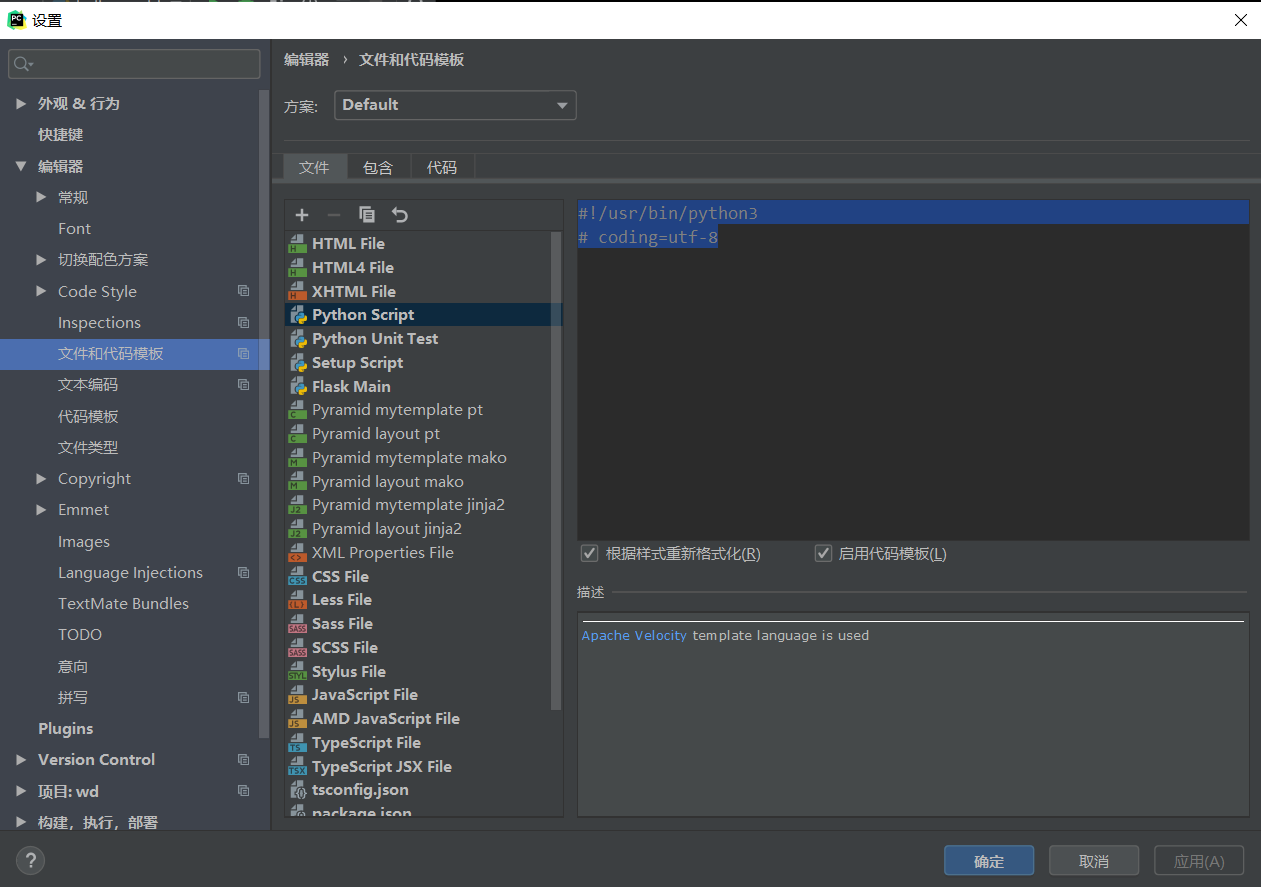 设置
外观 & 行为
快捷键
编辑器
常规
Font
切换配色方案
Code Style
Inspections
文件和代码模板
文本编码
代码模板
文件类型
Copyright
Emmet
Images
Language Injections
TextMate Bundles
TODO
意向
拼写
Plugins
Version Control
项目: wd
构建，执行，部署
编辑器 › 文件和代码模板
方案: Default
文件 包含 代码
HTML File
HTML4 File
XHTML File
Python Script
Python Unit Test
Setup Script
Flask Main
Pyramid mytemplate pt
Pyramid layout pt
Pyramid mytemplate mako
Pyramid layout mako
Pyramid mytemplate jinja2
Pyramid layout jinja2
XML Properties File
CSS File
Less File
Sass File
SCSS File
Stylus File
JavaScript File
AMD JavaScript File
TypeScript File
TypeScript JSX File
tsconfig.json
package.json
#!/usr/bin/python3
# coding=utf-8
根据样式重新格式化(R) 启用代码模板(L)
描述
Apache Velocity template language is used
? 确定 取消 应用(A)